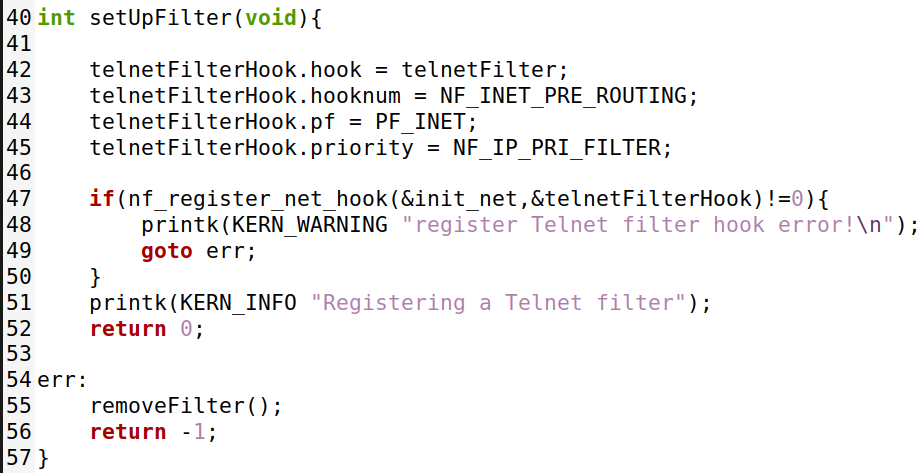 40 int setUpFilter(void){
41
42     telnetFilterHook.hook = telnetFilter;
43     telnetFilterHook.hooknum = NF_INET_PRE_ROUTING;
44     telnetFilterHook.pf = PF_INET;
45     telnetFilterHook.priority = NF_IP_PRI_FILTER;
46
47     if(nf_register_net_hook(&init_net,&telnetFilterHook)!=0){
48         printk(KERN_WARNING "register Telnet filter hook error!\n");
49         goto err;
50     }
51     printk(KERN_INFO "Registering a Telnet filter");
52     return 0;
53
54 err:
55     removeFilter();
56     return -1;
57 }